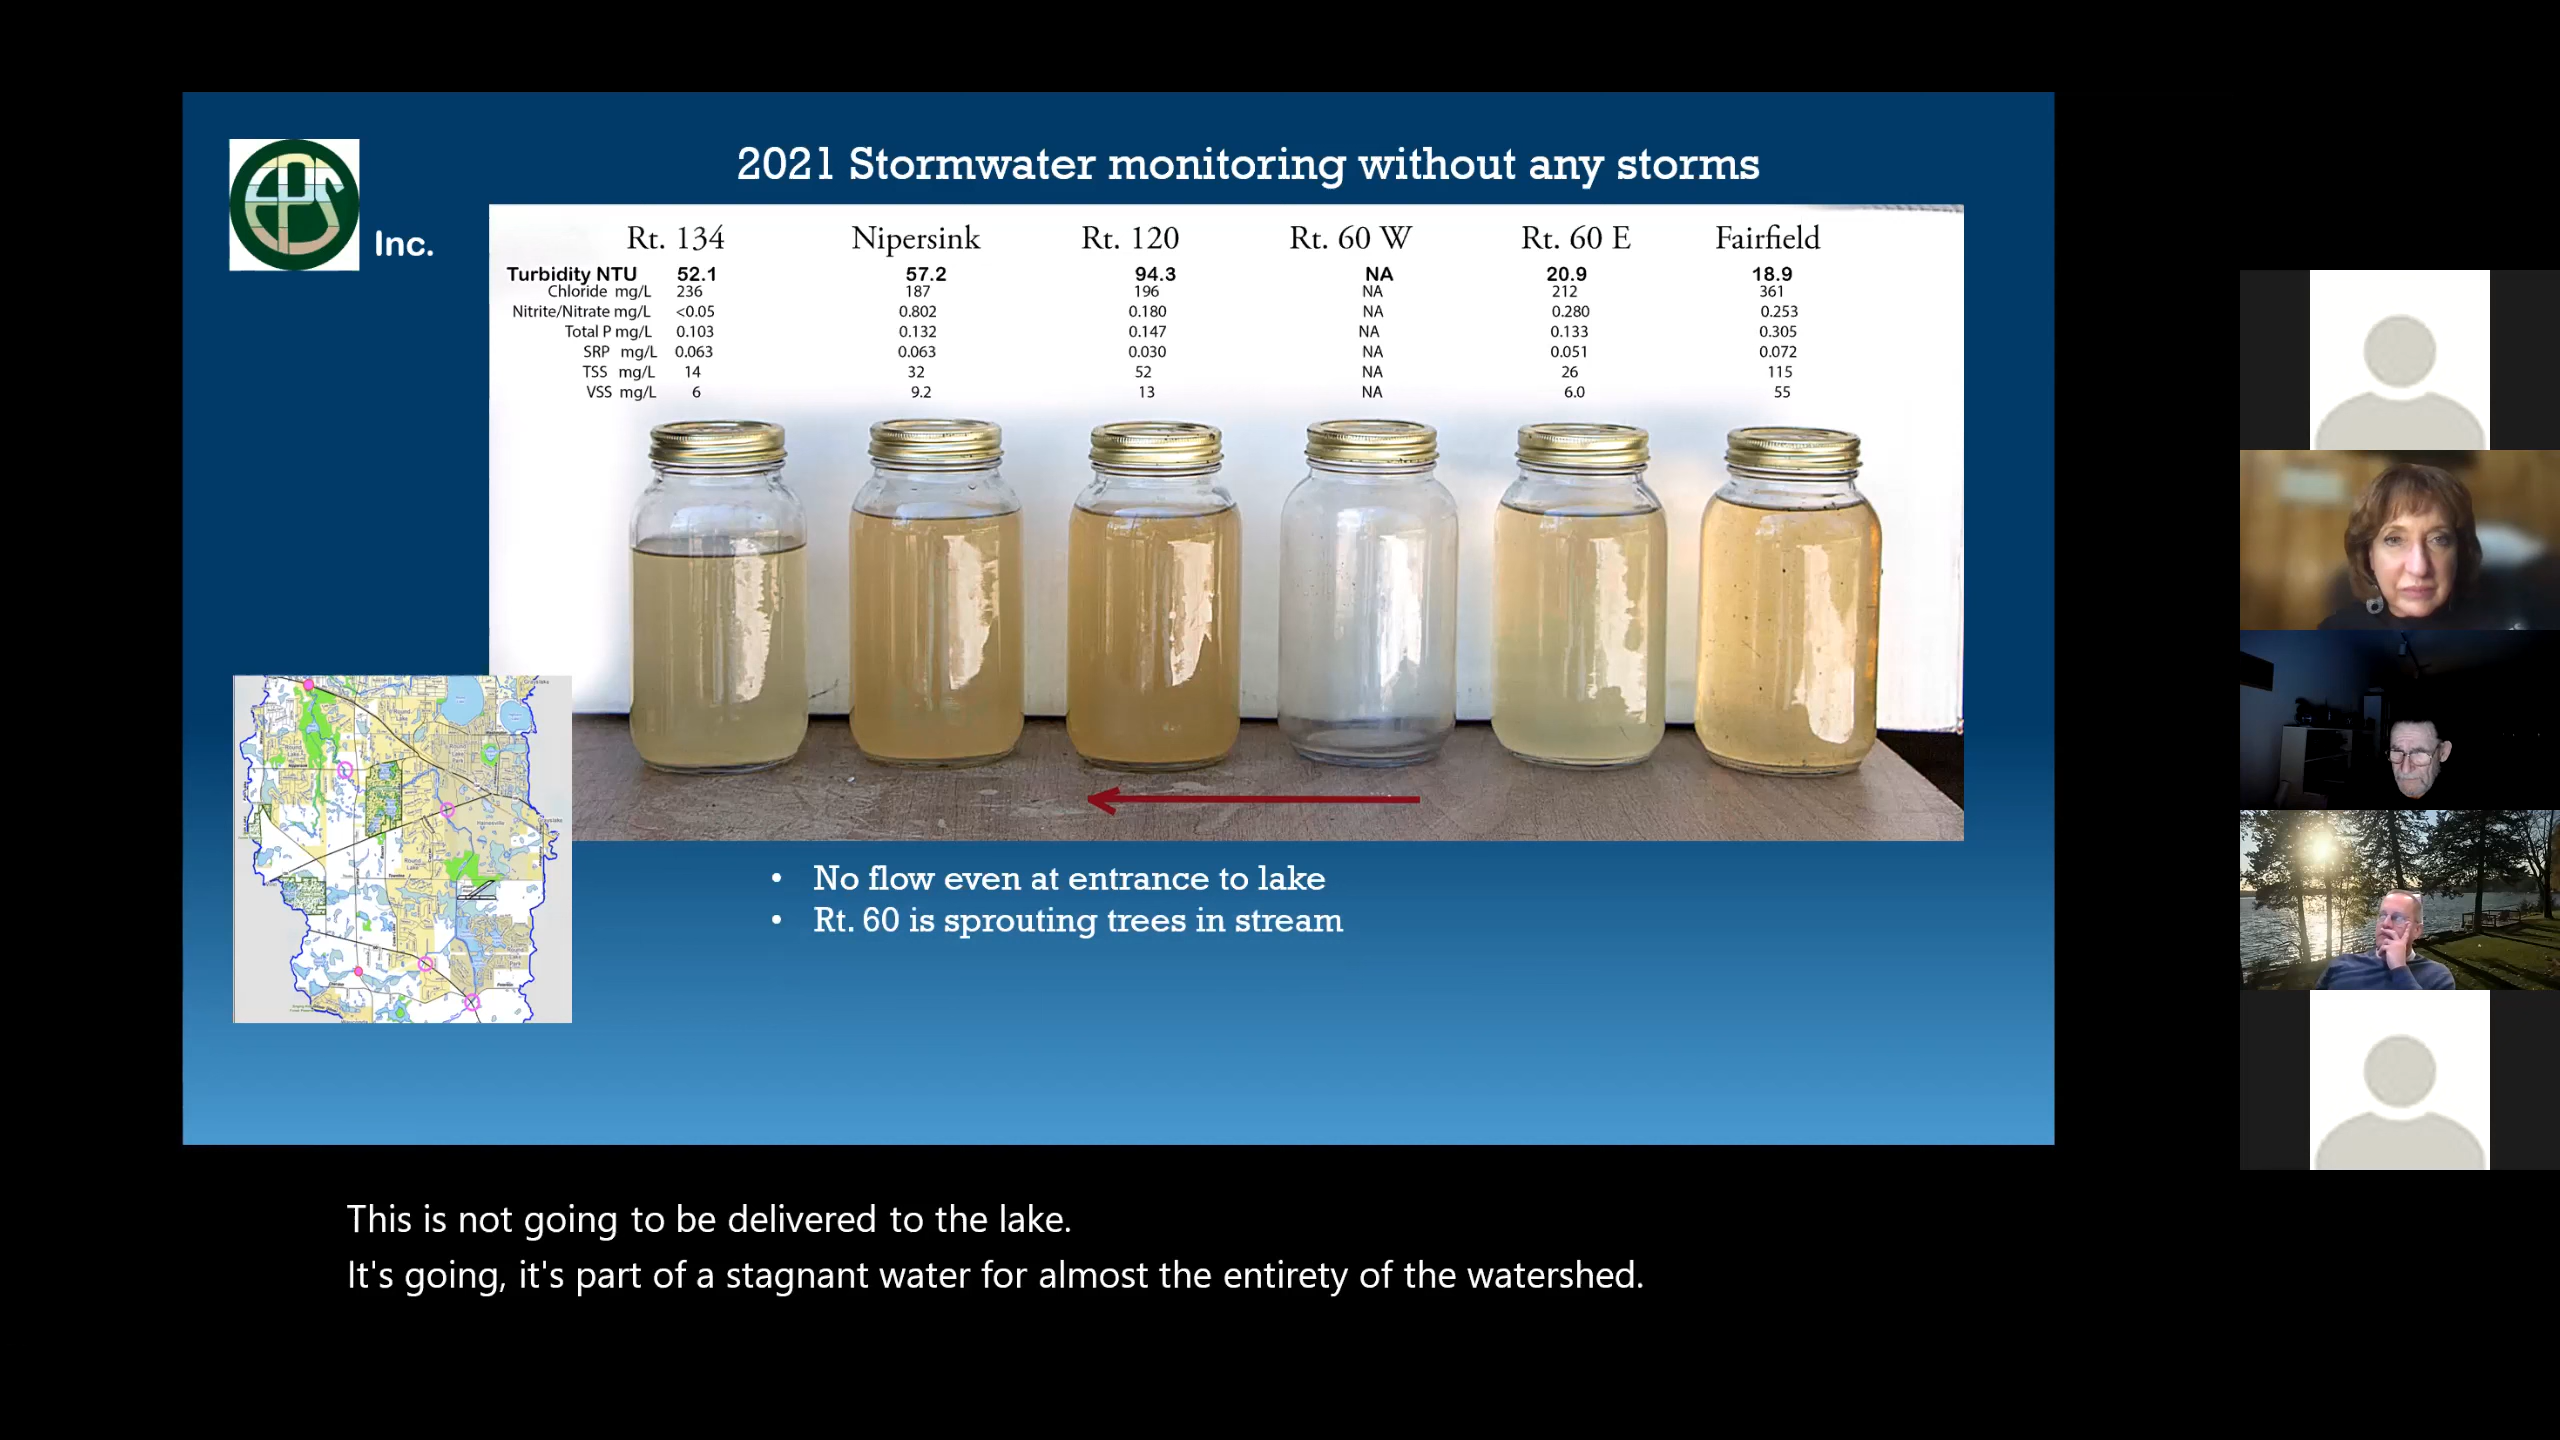 2021 Stormwater monitoring without any storms
EPS
Inc.
Rt. 134 Nipersink Rt. 120 Rt. 60 W Rt. 60 E Fairfield
Turbidity NTU 52.1 57.2 94.3 NA 20.9 18.9
Chloride mg/L 236 187 196 NA 212 361
Nitrite/Nitrate mg/L <0.05 0.802 0.180 NA 0.280 0.253
Total P mg/L 0.103 0.132 0.147 NA 0.133 0.305
SRP mg/L 0.063 0.063 0.030 NA 0.051 0.072
TSS mg/L 14 32 52 NA 26 115
VSS mg/L 6 9.2 13 NA 6.0 55
• No flow even at entrance to lake
• Rt. 60 is sprouting trees in stream
This is not going to be delivered to the lake.
It's going, it's part of a stagnant water for almost the entirety of the watershed.